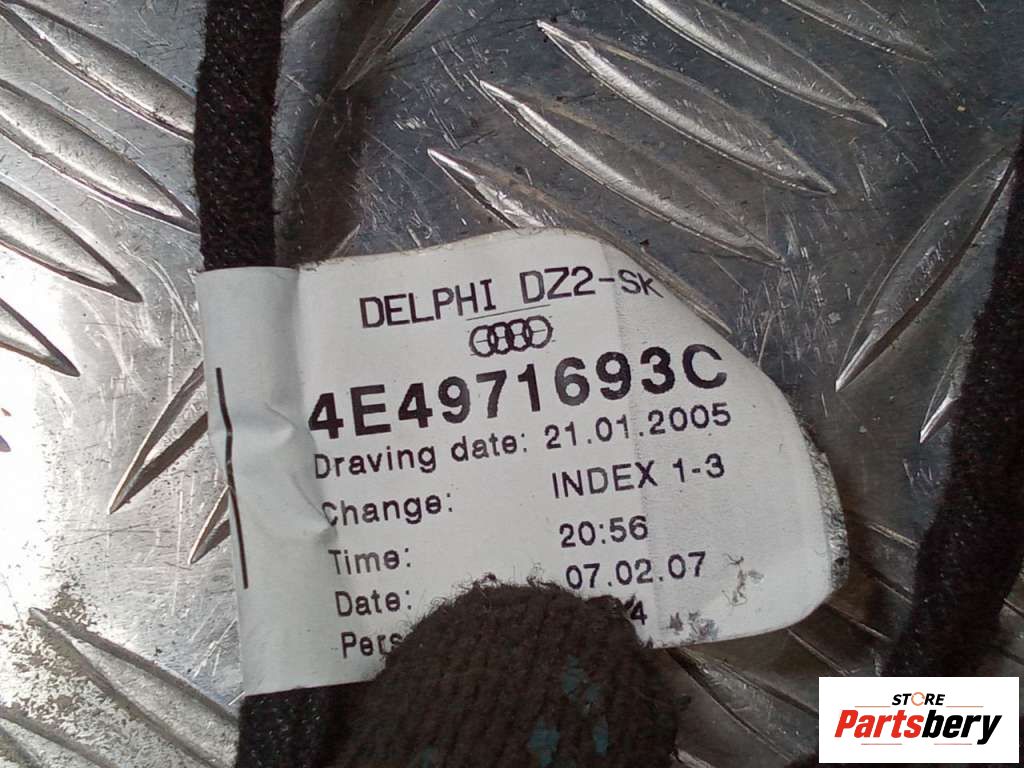 DELPHI DZ2-SK
4E4971693C
Draving date: 21.01.2005
Change: INDEX 1-3
Time: 20:56
Date: 07.02.07
STORE
Partsbery